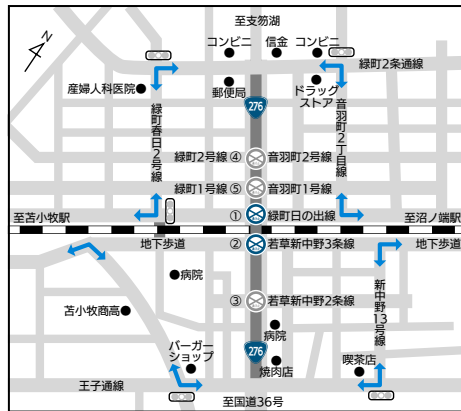 至支笏湖
コンビニ
信金
コンビニ
N
緑町2条通線
産婦人科医院
郵便局
ドラッグ
ストア
276
緑町春日2号線
音羽町2丁目線
緑町2号線④
音羽町2号線
緑町1号線⑤
音羽町1号線
至苫小牧駅
①
緑町日の出線
至沼ノ端駅
地下歩道
②
若草新中野3条線
地下歩道
病院
新中野13号線
③
若草新中野2条線
苫小牧商高
病院
バーガー
ショップ
276
焼肉店
喫茶店
王子通線
至国道36号